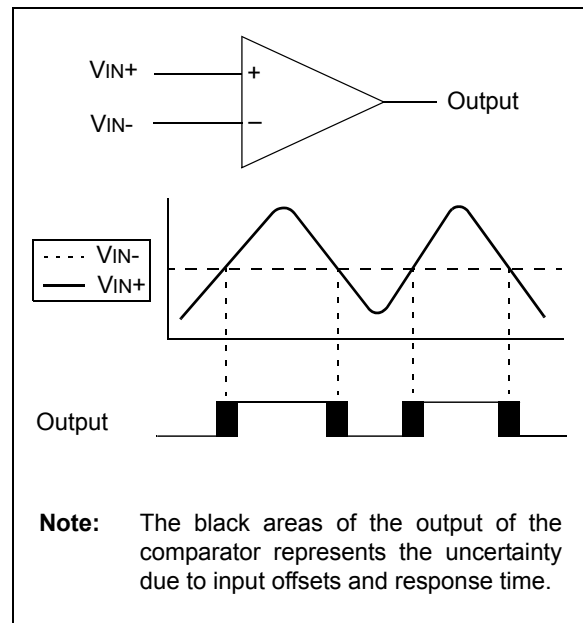 VIN+
+
Output
VIN-
–
VIN-
VIN+
Output
Note: The black areas of the output of the
comparator represents the uncertainty
due to input offsets and response time.